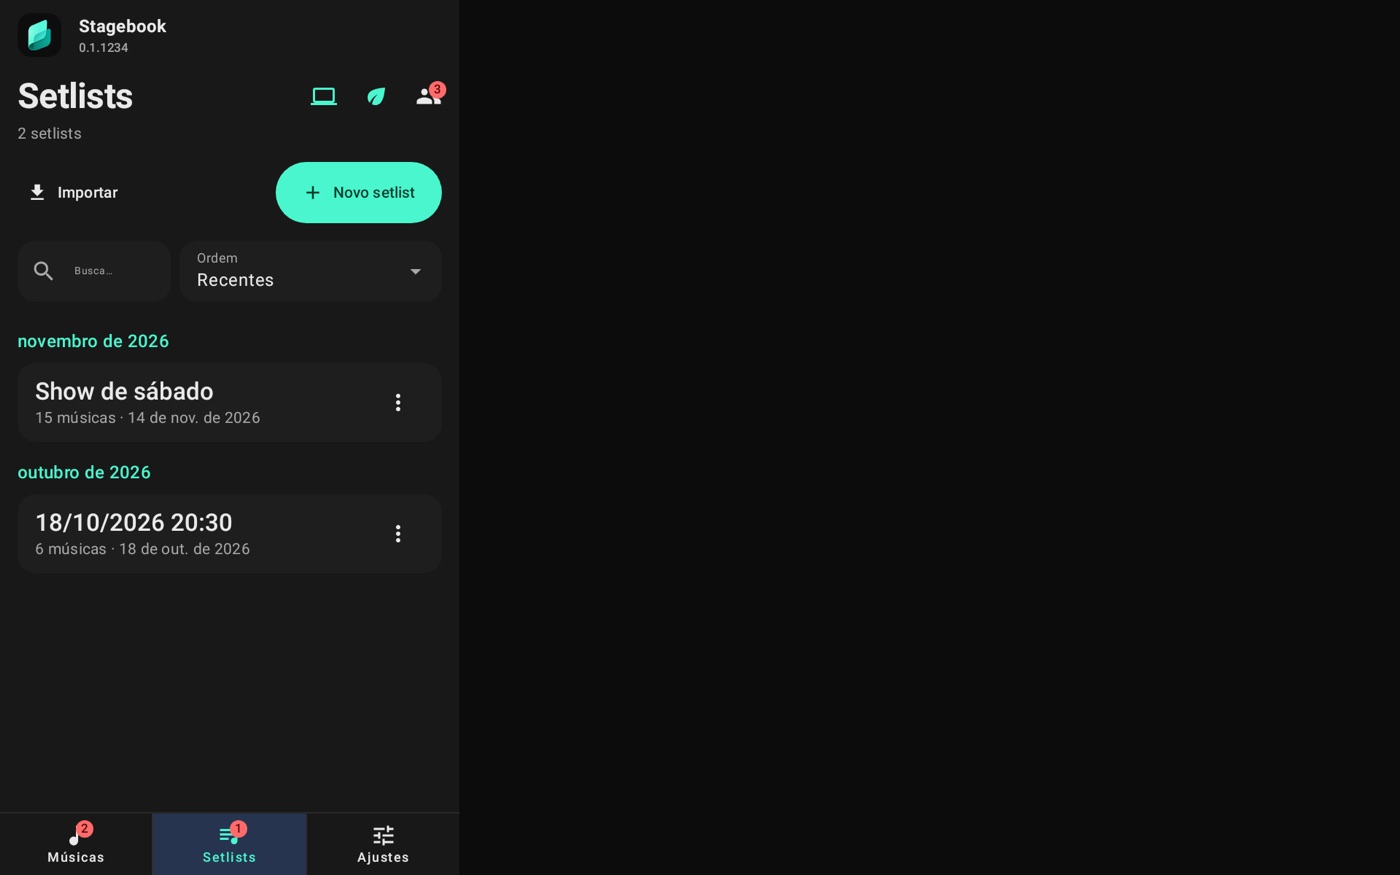 Stagebook
0.1.1234
Setlists
3
2 setlists
Importar
Novo setlist
Busca…
Ordem
Recentes
novembro de 2026
Show de sábado
15 músicas · 14 de nov. de 2026
outubro de 2026
18/10/2026 20:30
6 músicas · 18 de out. de 2026
2
Músicas
1
Setlists
Ajustes